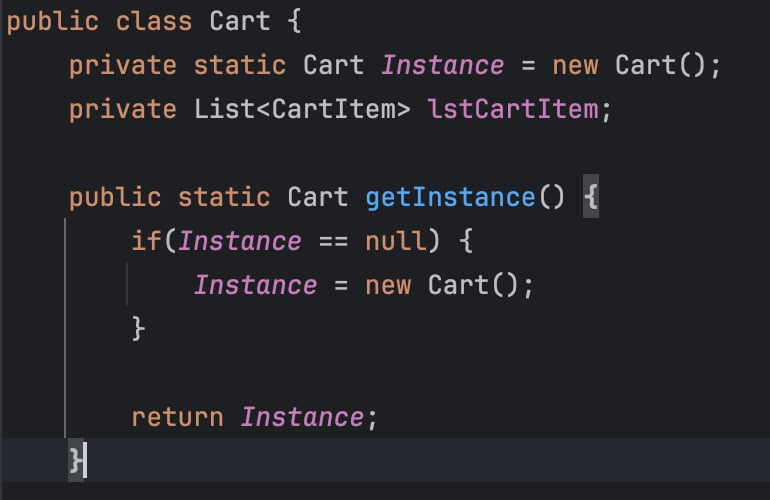 public class Cart {
private static Cart Instance = new Cart();
private List<CartItem> lstCartItem;
public static Cart getInstance() {
if(Instance == null) {
Instance = new Cart();
}
return Instance;
}